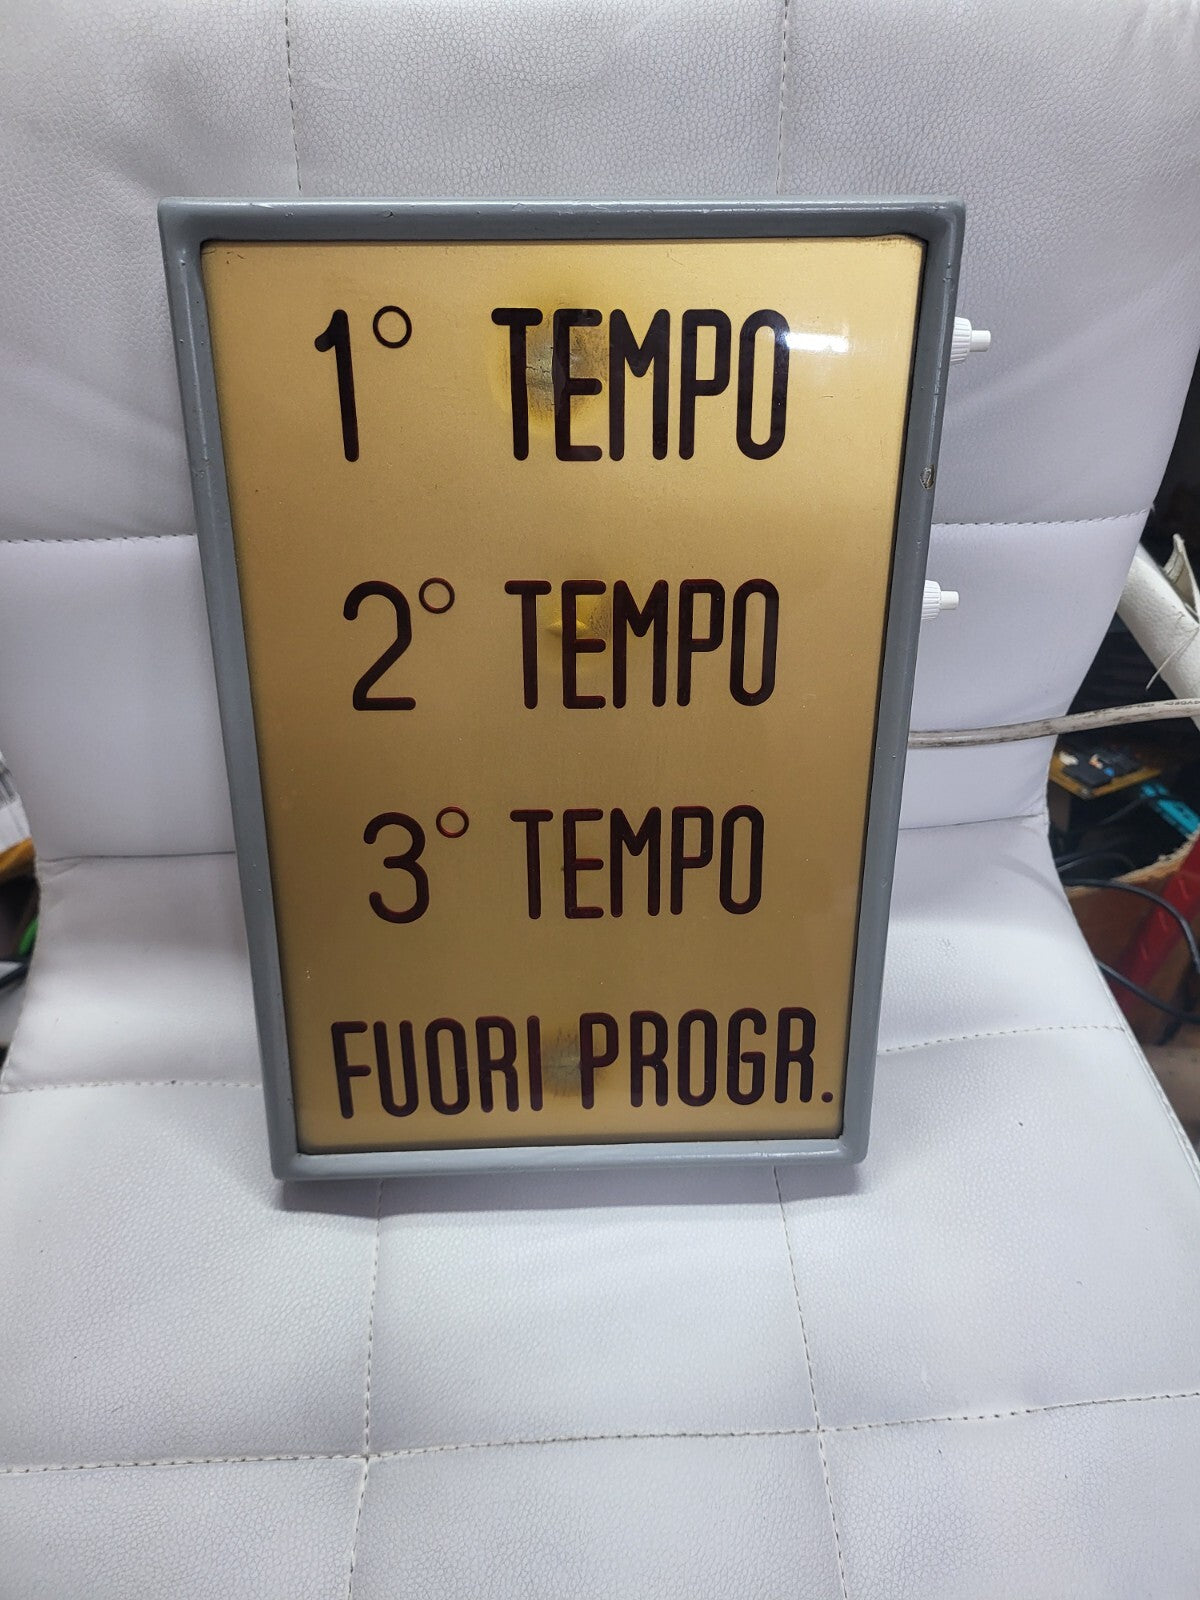 1° TEMPO
2° TEMPO
3° TEMPO
FUORI PROGR.